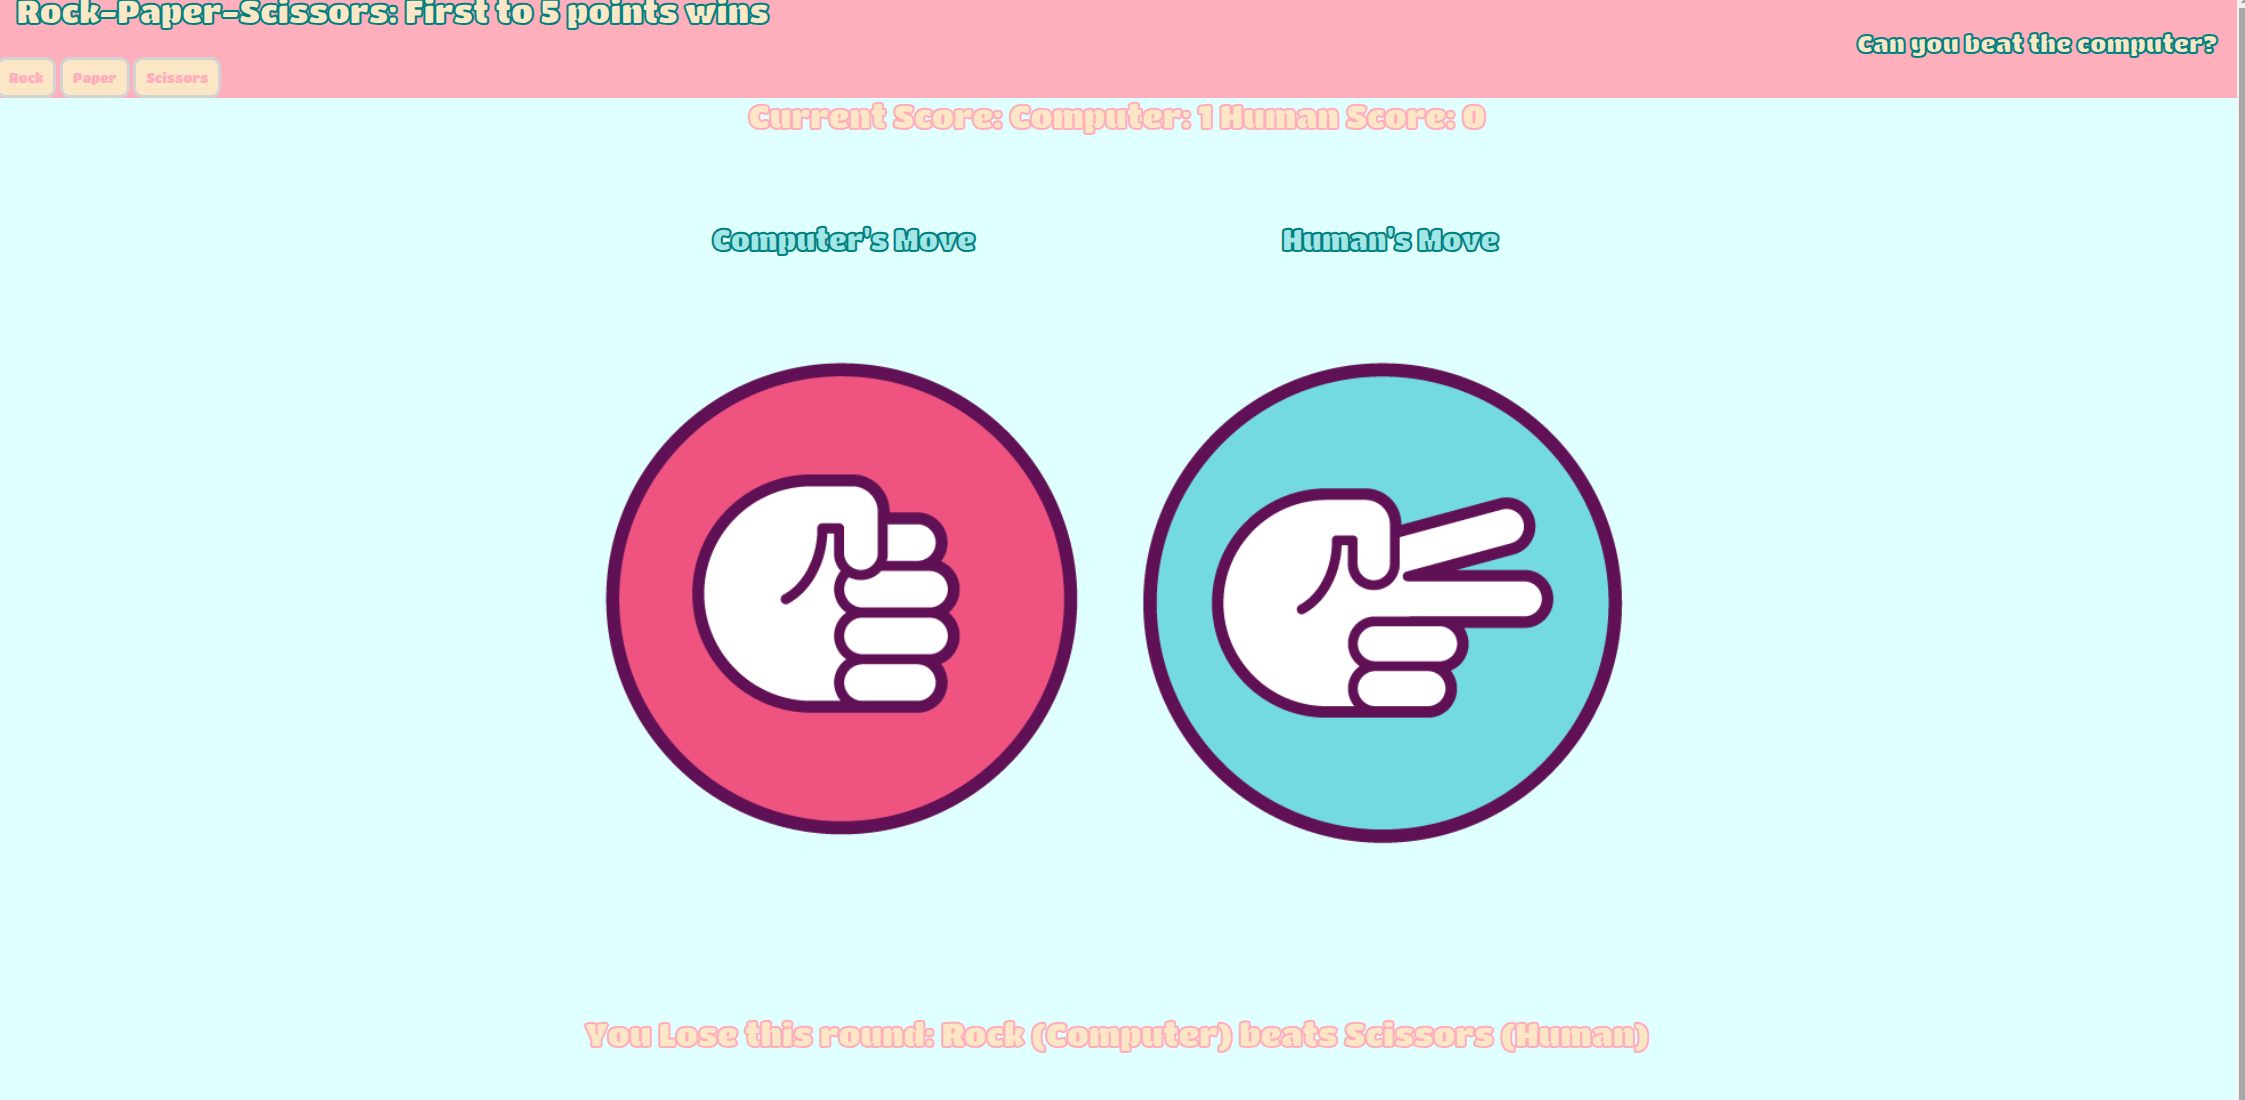 Rock-Paper-Scissors: First to 5 points wins
Can you beat the computer?
Rock Paper Scissors
Current Score: Computer: 1 Human Score: 0
Computer's Move
Human's Move
You Lose this round: Rock (Computer) beats Scissors (Human)